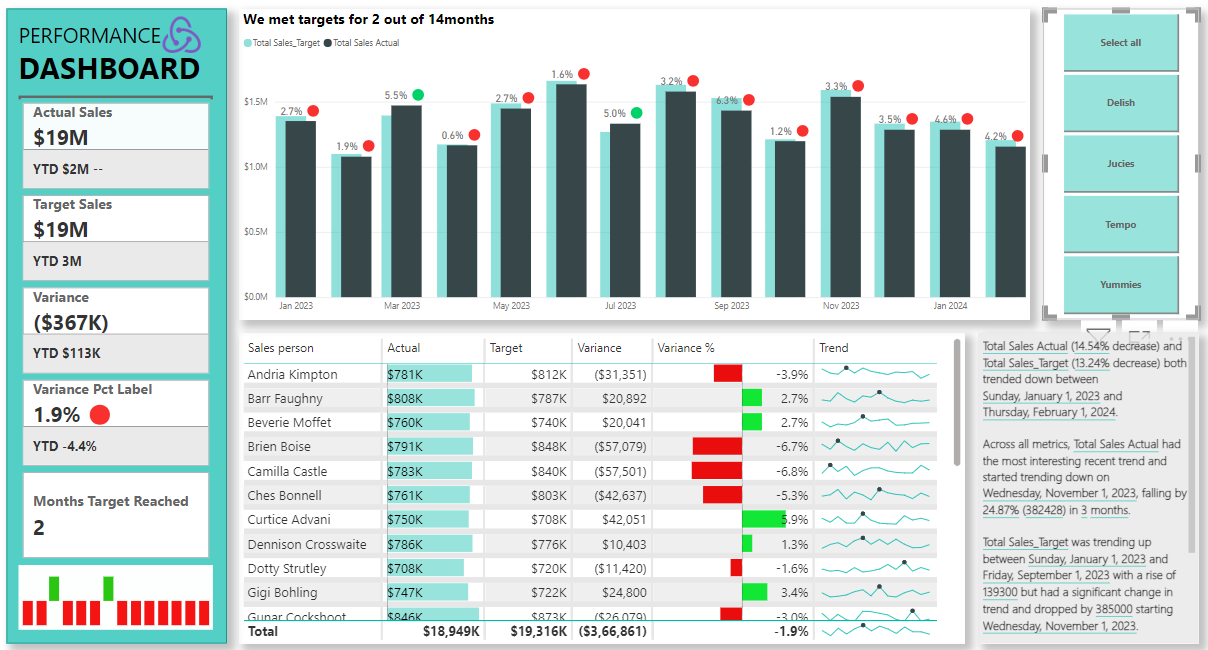 PERFORMANCE
DASHBOARD
Actual Sales
$19M
YTD $2M --
Target Sales
$19M
YTD 3M
Variance
($367K)
YTD $113K
Variance Pct Label
1.9%
YTD -4.4%
Months Target Reached
2
We met targets for 2 out of 14months
Total Sales_Target Total Sales Actual
$1.5M
$1.0M
$0.5M
$0.0M
2.7%
1.9%
5.5%
0.6%
2.7%
1.6%
5.0%
3.2%
6.3%
1.2%
3.3%
3.5%
4.6%
4.2%
Jan 2023 Mar 2023 May 2023 Jul 2023 Sep 2023 Nov 2023 Jan 2024
Select all
Delish
Jucies
Tempo
Yummies
Sales person Actual Target Variance Variance % Trend
Andria Kimpton $781K $812K ($31,351) -3.9%
Barr Faughny $808K $787K $20,892 2.7%
Beverie Moffet $760K $740K $20,041 2.7%
Brien Boise $791K $848K ($57,079) -6.7%
Camilla Castle $783K $840K ($57,501) -6.8%
Ches Bonnell $761K $803K ($42,637) -5.3%
Curtice Advani $750K $708K $42,051 5.9%
Dennison Crosswaite $786K $776K $10,403 1.3%
Dotty Strutley $708K $720K ($11,420) -1.6%
Gigi Bohling $747K $722K $24,800 3.4%
Gunar Cockshoot $846K $873K ($26,079) -3.0%
Total $18,949K $19,316K ($3,66,861) -1.9%
Total Sales Actual (14.54% decrease) and
Total Sales_Target (13.24% decrease) both
trended down between
Sunday, January 1, 2023 and
Thursday, February 1, 2024.
Across all metrics, Total Sales Actual had
the most interesting recent trend and
started trending down on
Wednesday, November 1, 2023, falling by
24.87% (382428) in 3 months.
Total Sales_Target was trending up
between Sunday, January 1, 2023 and
Friday, September 1, 2023 with a rise of
139300 but had a significant change in
trend and dropped by 385000 starting
Wednesday, November 1, 2023.